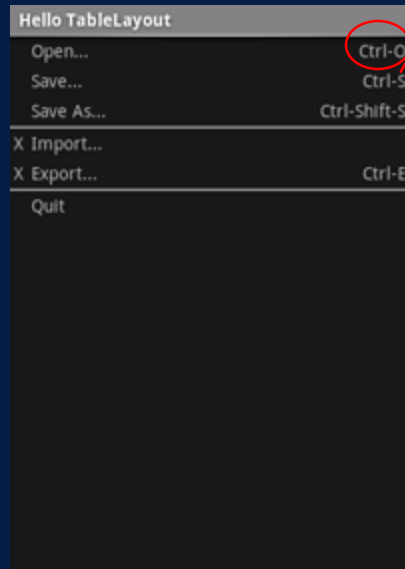 Hello TableLayout
Open... Ctrl-O
Save... Ctrl-S
Save As... Ctrl-Shift-S
X Import...
X Export... Ctrl-E
Quit